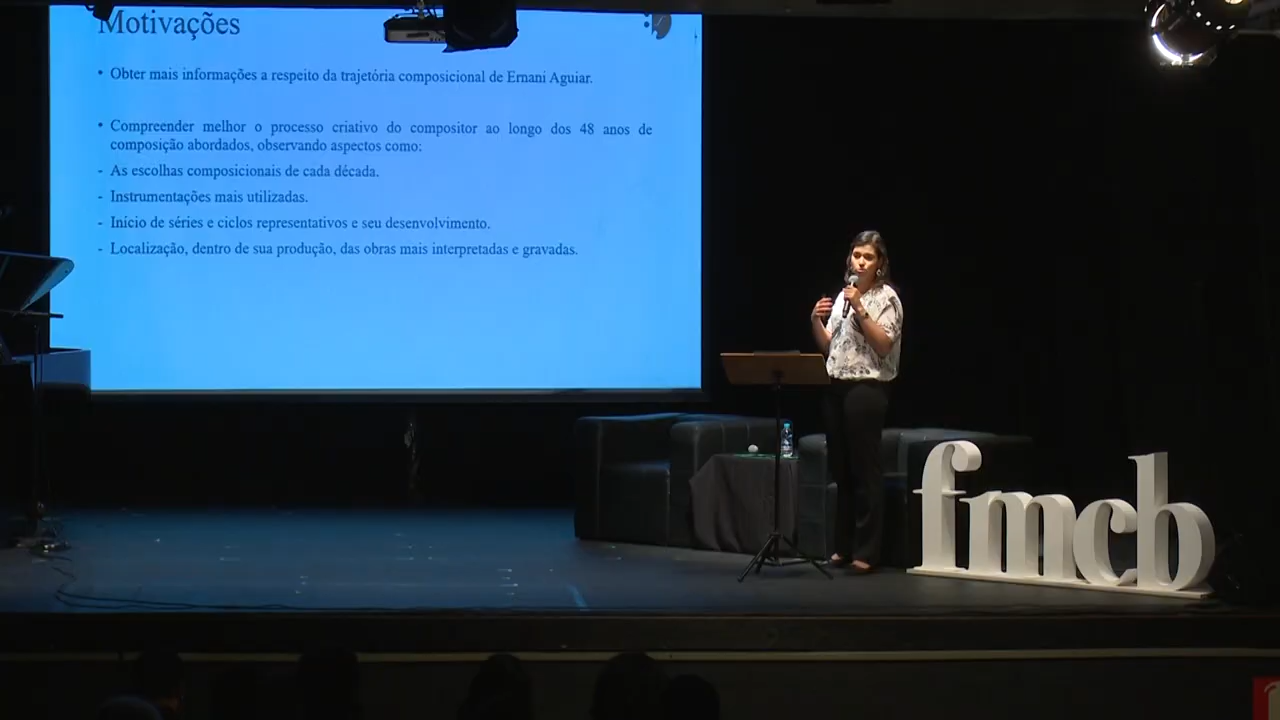 Motivações
• Obter mais informações a respeito da trajetória composicional de Ernani Aguiar.
• Compreender melhor o processo criativo do compositor ao longo dos 48 anos de
composição abordados, observando aspectos como:
- As escolhas composicionais de cada década.
- Instrumentações mais utilizadas.
- Início de séries e ciclos representativos e seu desenvolvimento.
- Localização, dentro de sua produção, das obras mais interpretadas e gravadas.
fmcb